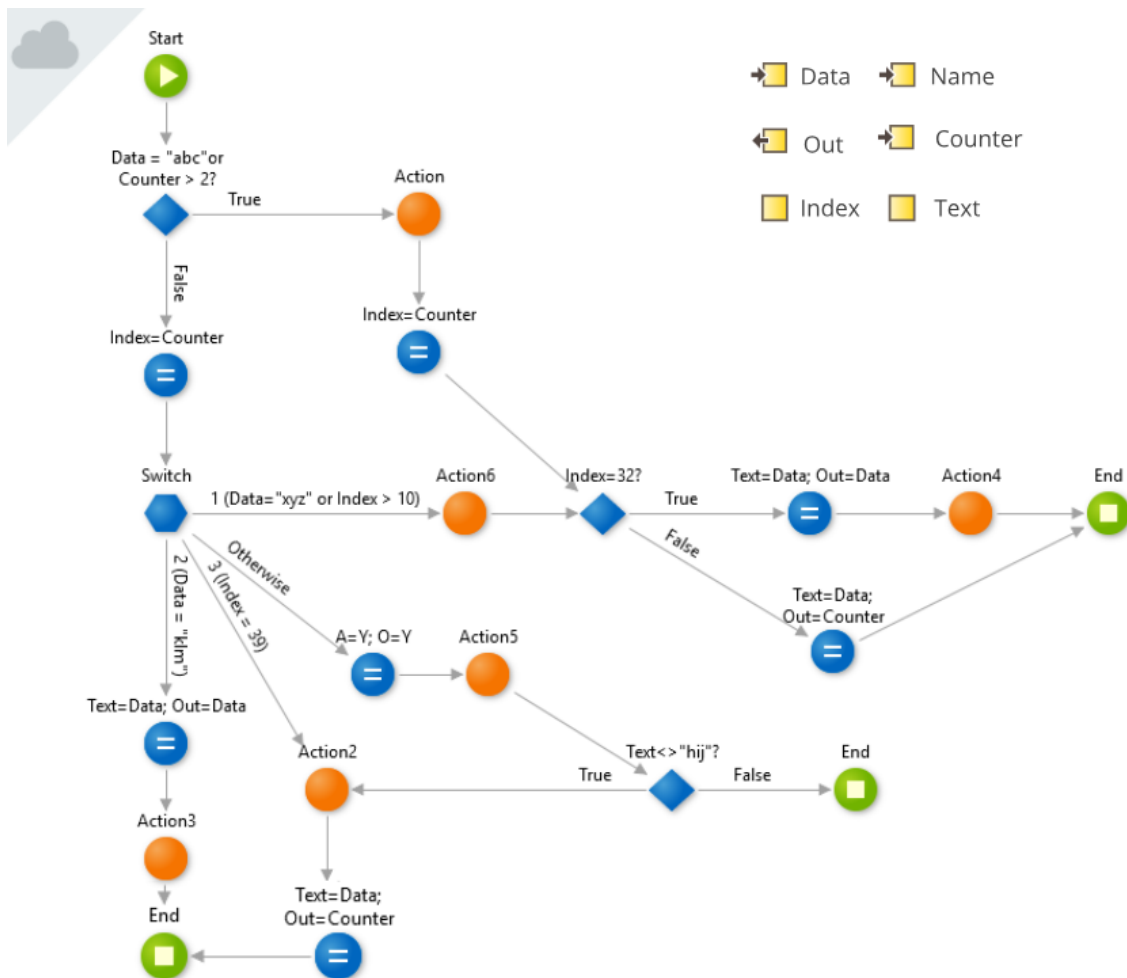 Start
Data
Name
Out
Counter
Index
Text
Data = "abc"or
Counter > 2?
True
Action
False
Index=Counter
Index=Counter
Switch
1 (Data="xyz" or Index > 10)
Action6
Index=32?
True
Text=Data; Out=Data
Action4
End
False
Text=Data;
Out=Counter
Otherwise
3 (Index = 39)
2 (Data = "klm")
A=Y; O=Y
Action5
Text=Data; Out=Data
Action2
Text<>"hij"?
True
False
End
Action3
Text=Data;
Out=Counter
End